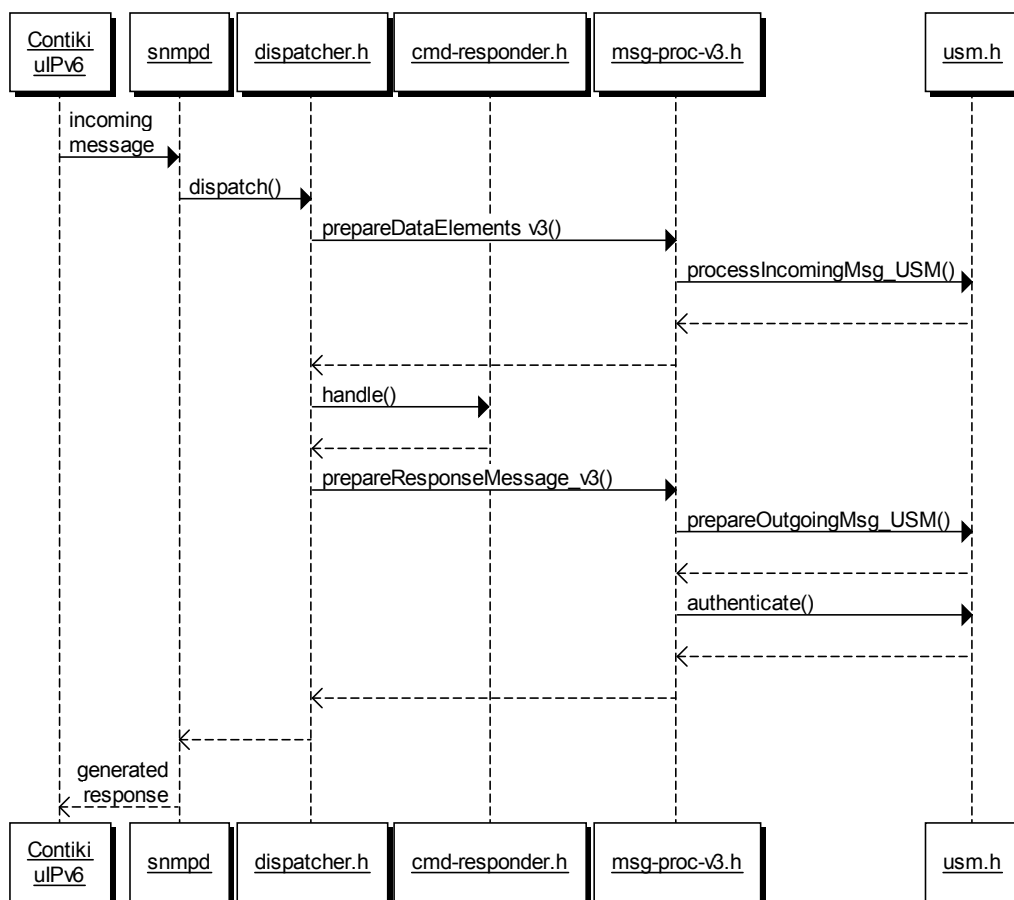 Contiki
uIPv6
snmpd
dispatcher.h
cmd-responder.h
msg-proc-v3.h
usm.h
incoming
message
dispatch()
prepareDataElements v3()
processIncomingMsg_USM()
handle()
prepareResponseMessage_v3()
prepareOutgoingMsg_USM()
authenticate()
generated
response
Contiki
uIPv6
snmpd
dispatcher.h
cmd-responder.h
msg-proc-v3.h
usm.h